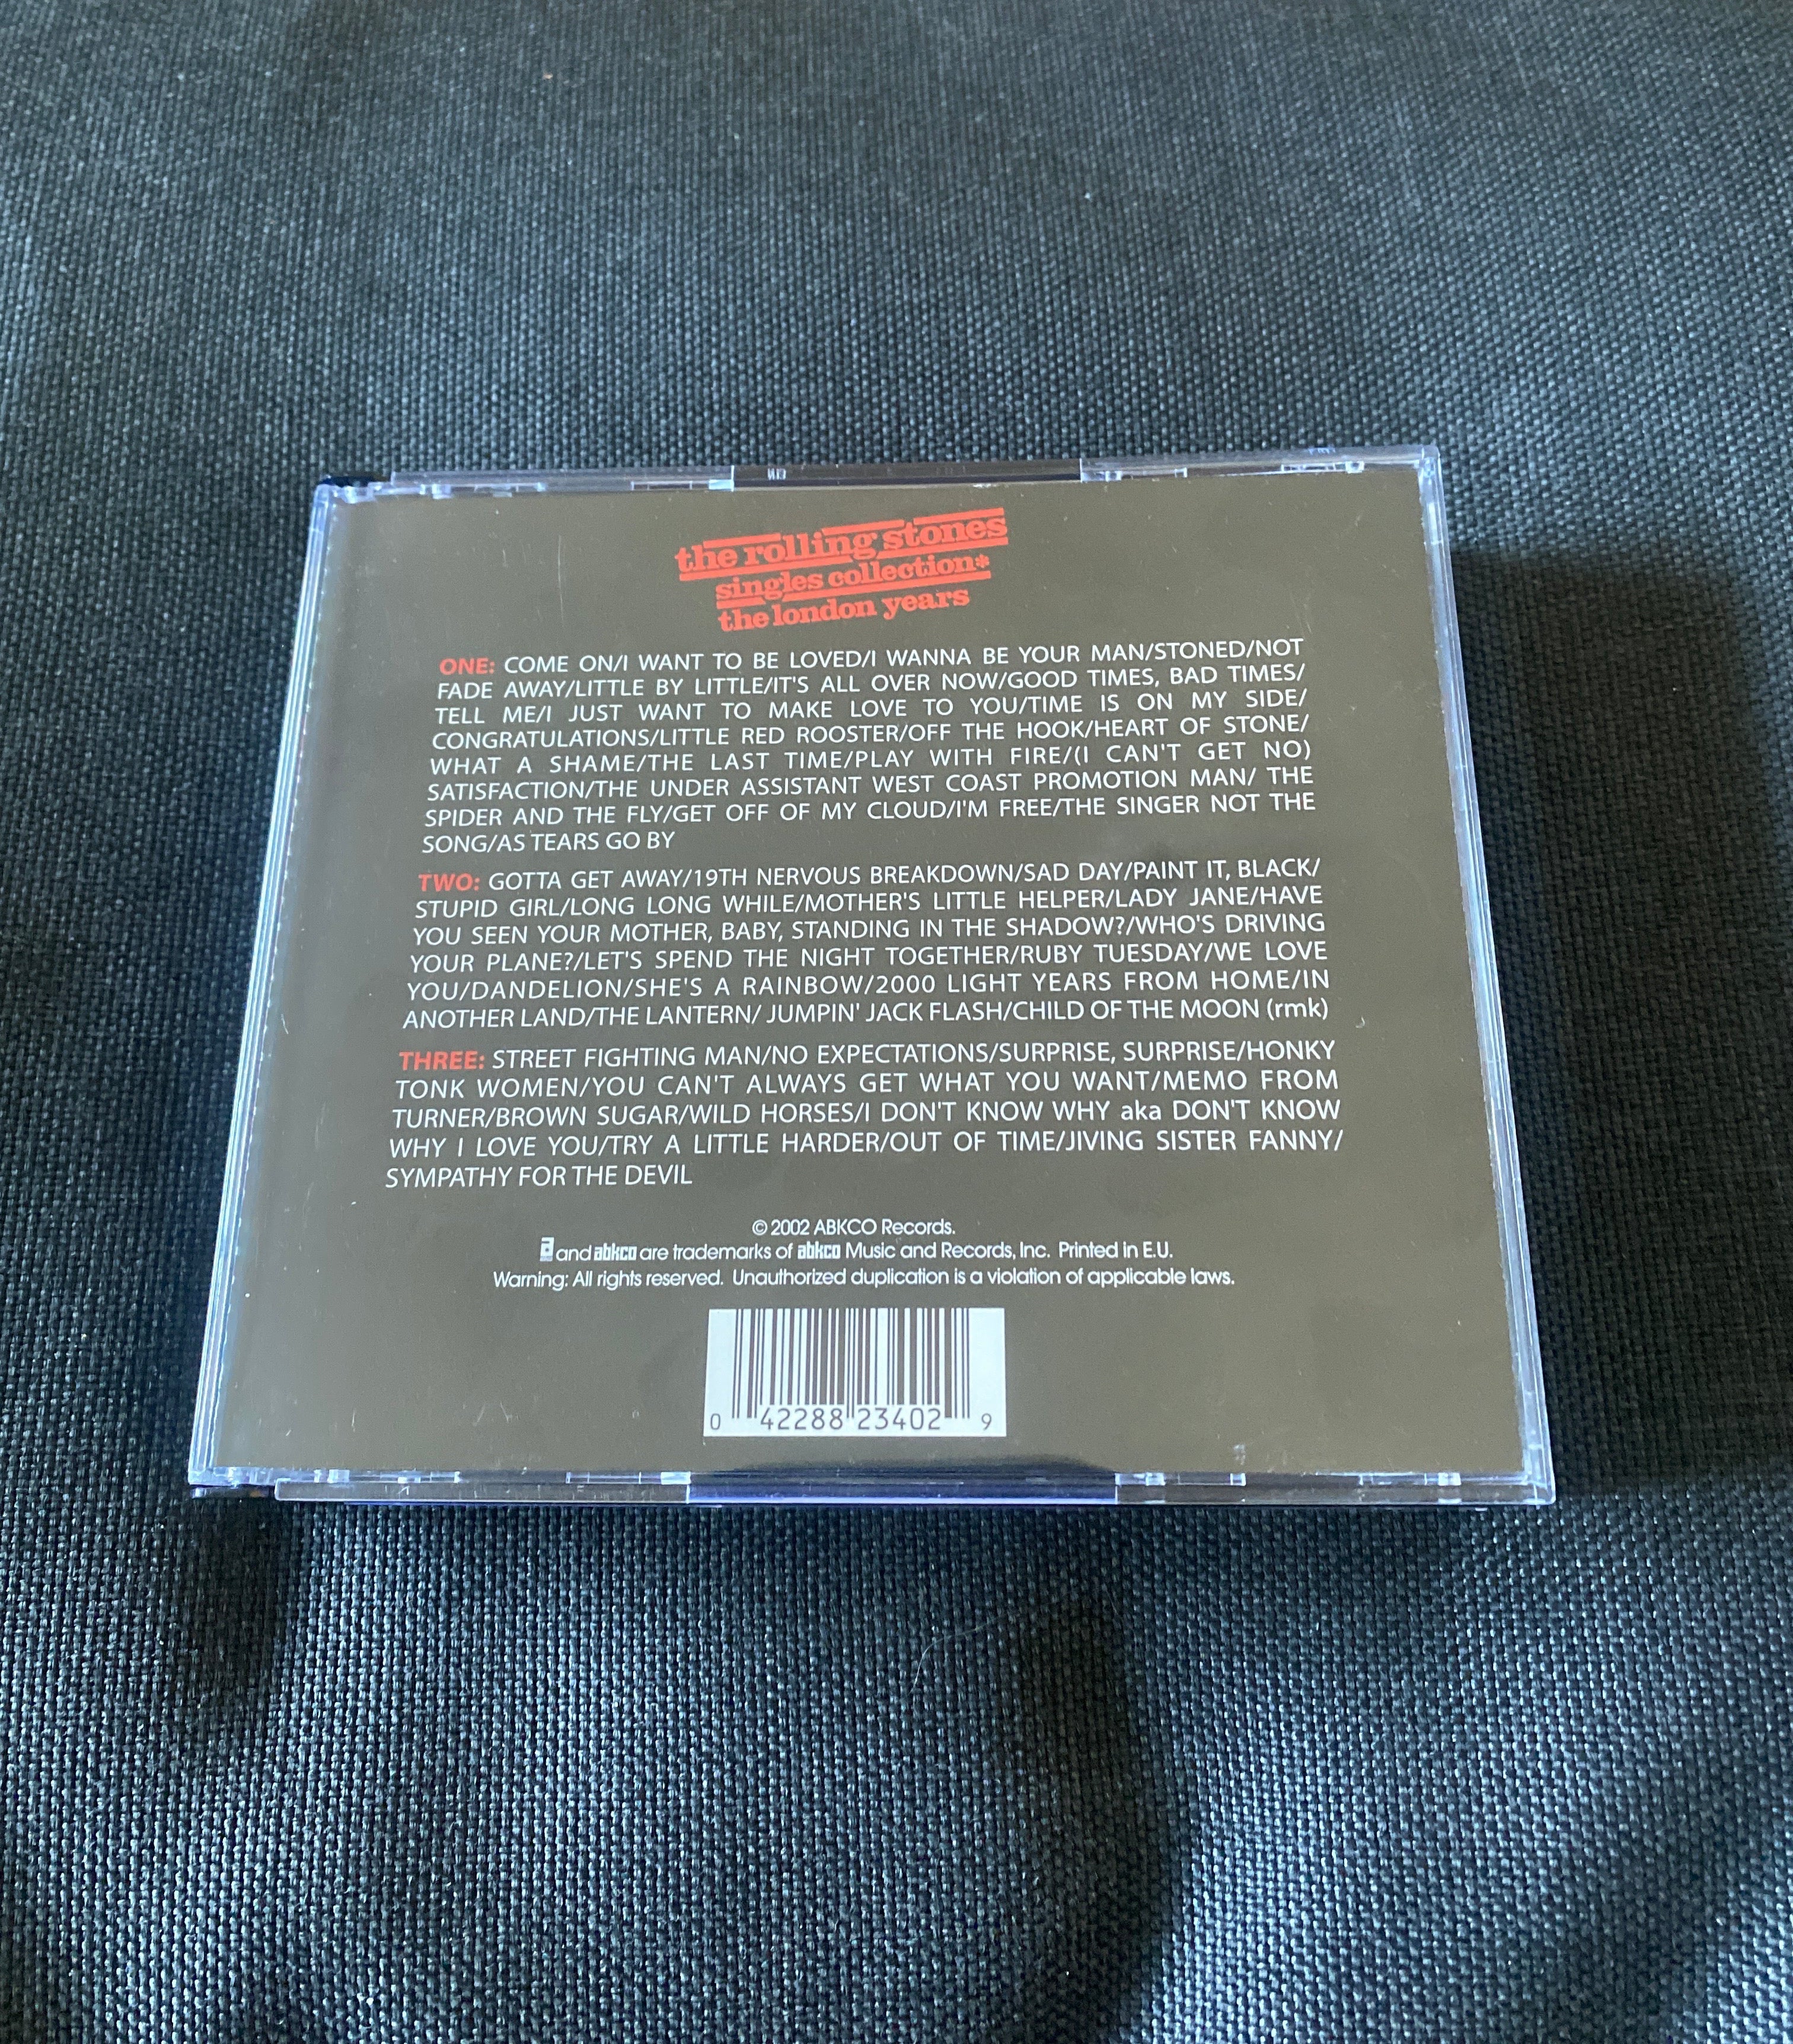 the rolling stones
singles collection*
the london years
ONE: COME ON/I WANT TO BE LOVED/I WANNA BE YOUR MAN/STONED/NOT
FADE AWAY/LITTLE BY LITTLE/IT'S ALL OVER NOW/GOOD TIMES, BAD TIMES/
TELL ME/I JUST WANT TO MAKE LOVE TO YOU/TIME IS ON MY SIDE/
CONGRATULATIONS/LITTLE RED ROOSTER/OFF THE HOOK/HEART OF STONE/
WHAT A SHAME/THE LAST TIME/PLAY WITH FIRE/(I CAN'T GET NO)
SATISFACTION/THE UNDER ASSISTANT WEST COAST PROMOTION MAN/ THE
SPIDER AND THE FLY/GET OFF OF MY CLOUD/I'M FREE/THE SINGER NOT THE
SONG/AS TEARS GO BY
TWO: GOTTA GET AWAY/19TH NERVOUS BREAKDOWN/SAD DAY/PAINT IT, BLACK/
STUPID GIRL/LONG LONG WHILE/MOTHER'S LITTLE HELPER/LADY JANE/HAVE
YOU SEEN YOUR MOTHER, BABY, STANDING IN THE SHADOW?/WHO'S DRIVING
YOUR PLANE?/LET'S SPEND THE NIGHT TOGETHER/RUBY TUESDAY/WE LOVE
YOU/DANDELION/SHE'S A RAINBOW/2000 LIGHT YEARS FROM HOME/IN
ANOTHER LAND/THE LANTERN/ JUMPIN' JACK FLASH/CHILD OF THE MOON (rmk)
THREE: STREET FIGHTING MAN/NO EXPECTATIONS/SURPRISE, SURPRISE/HONKY
TONK WOMEN/YOU CAN'T ALWAYS GET WHAT YOU WANT/MEMO FROM
TURNER/BROWN SUGAR/WILD HORSES/I DON'T KNOW WHY aka DON'T KNOW
WHY I LOVE YOU/TRY A LITTLE HARDER/OUT OF TIME/JIVING SISTER FANNY/
SYMPATHY FOR THE DEVIL
© 2002 ABKCO Records.
a and abkco are trademarks of abkco Music and Records, Inc. Printed in E.U.
Warning: All rights reserved. Unauthorized duplication is a violation of applicable laws.
0 42288 23402 9